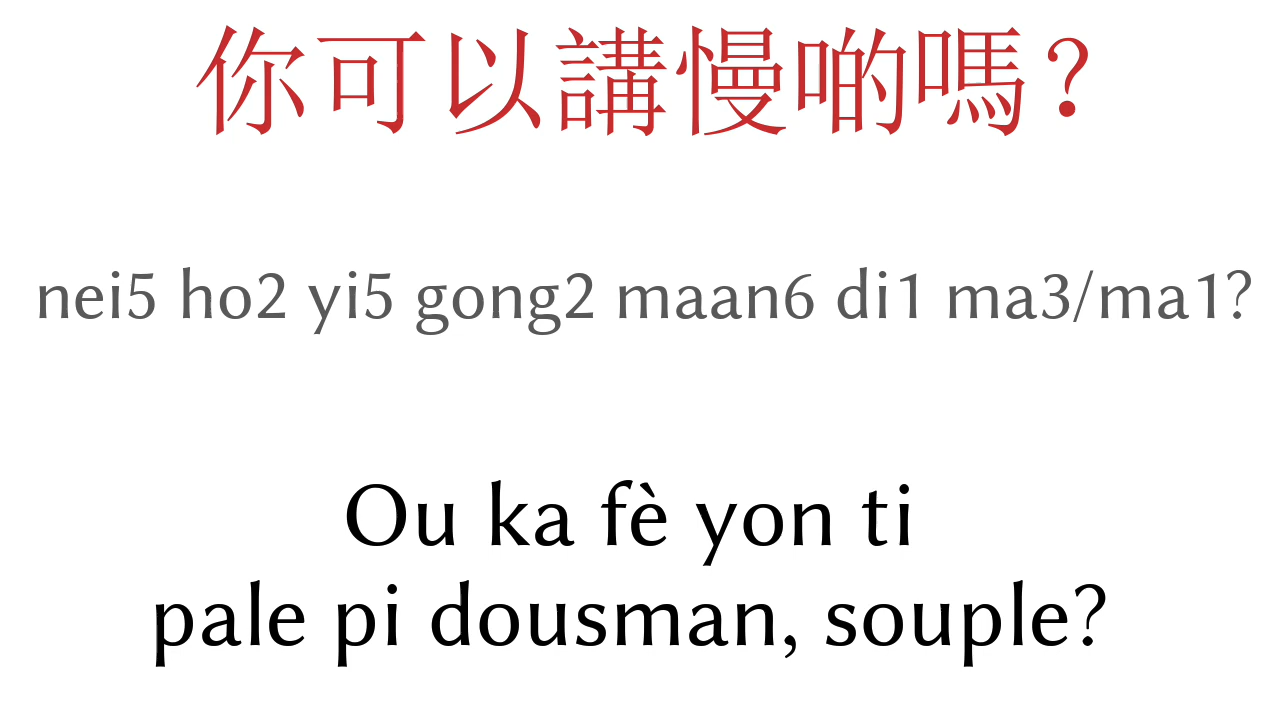 你可以講慢啲嗎？
nei5 ho2 yi5 gong2 maan6 di1 ma3/ma1?
Ou ka fè yon ti
pale pi dousman, souple?